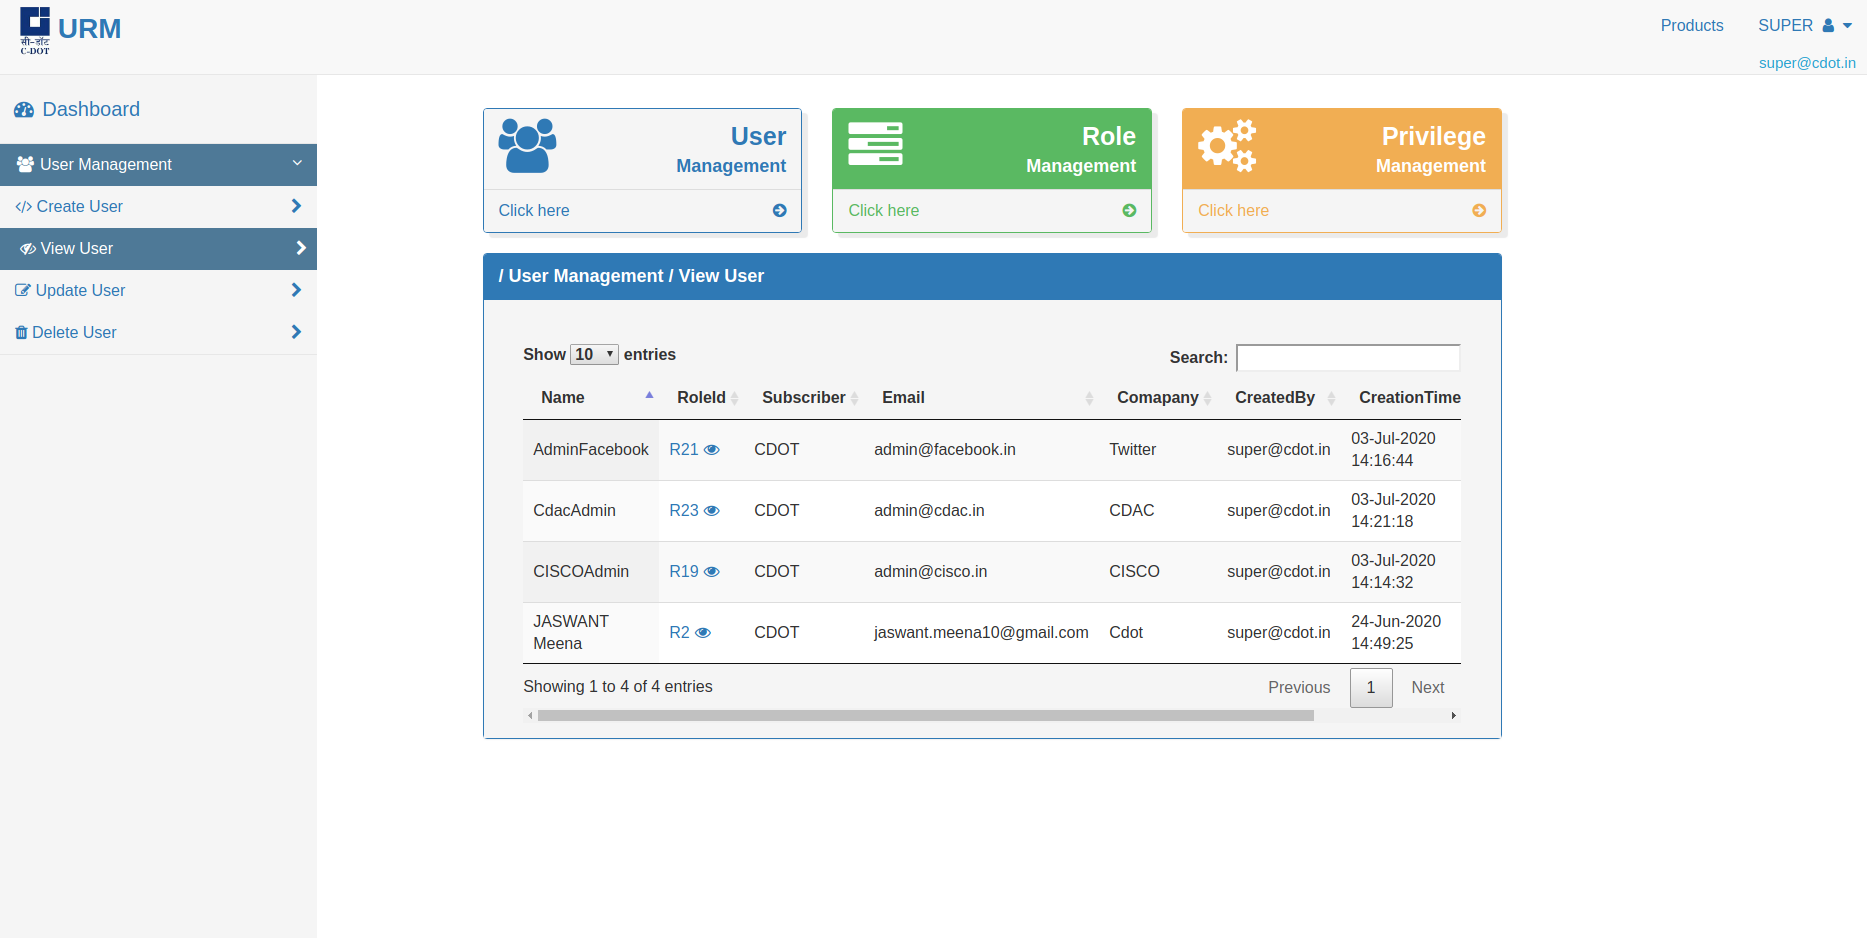 सी-डॉट
C-DOT
URM
Products
SUPER
super@cdot.in
Dashboard
User Management
Create User
View User
Update User
Delete User
User
Management
Click here
Role
Management
Click here
Privilege
Management
Click here
/ User Management / View User
Show 10 entries
Search:
Name RoleId Subscriber Email Comapany CreatedBy CreationTime
AdminFacebook R21 CDOT admin@facebook.in Twitter super@cdot.in 03-Jul-2020
14:16:44
CdacAdmin R23 CDOT admin@cdac.in CDAC super@cdot.in 03-Jul-2020
14:21:18
CISCOAdmin R19 CDOT admin@cisco.in CISCO super@cdot.in 03-Jul-2020
14:14:32
JASWANT
Meena R2 CDOT jaswant.meena10@gmail.com Cdot super@cdot.in 24-Jun-2020
14:49:25
Showing 1 to 4 of 4 entries
Previous 1 Next